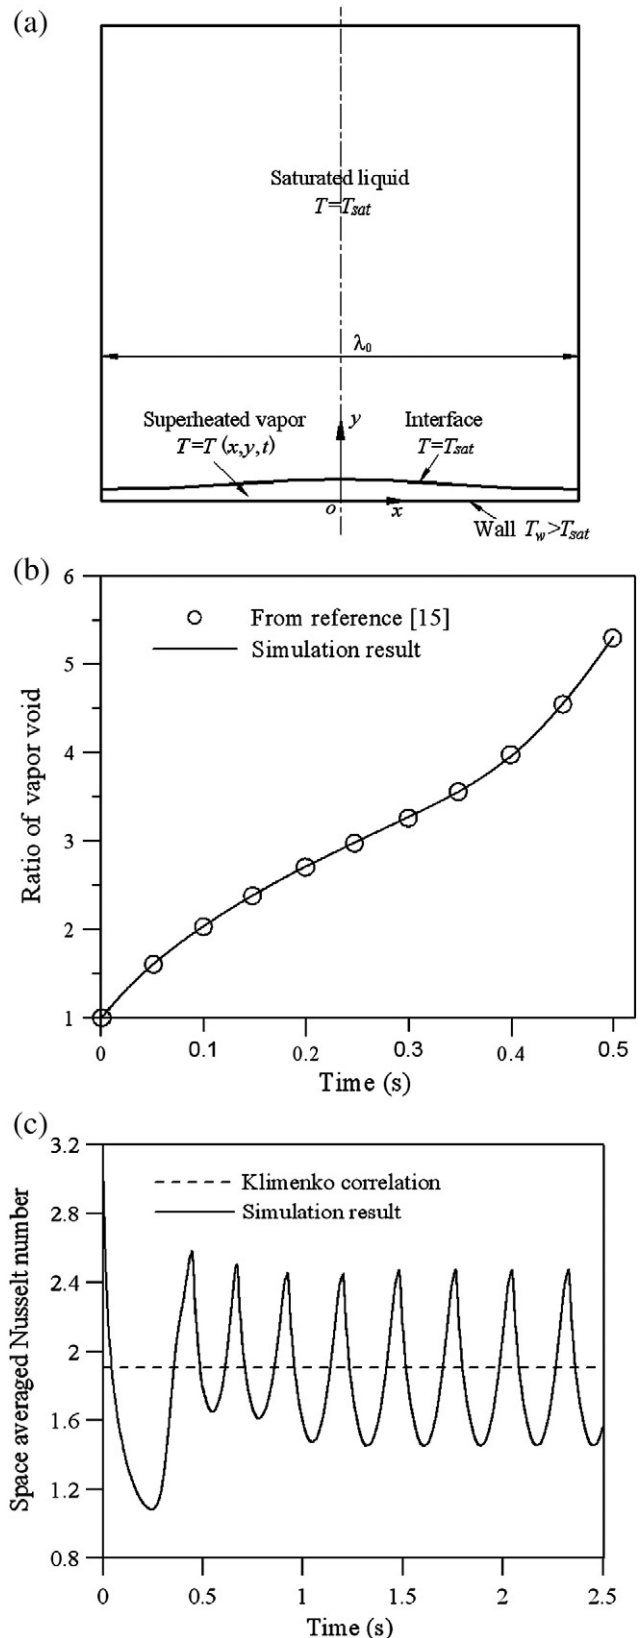 (a)
Saturated liquid
T=Tsat
λ0
y
Superheated vapor
T=T (x,y,t)
Interface
T=Tsat
o
x
Wall Tw>Tsat
(b)
6
5
4
3
2
1
Ratio of vapor void
From reference [15]
Simulation result
0 0.1 0.2 0.3 0.4 0.5
Time (s)
(c)
3.2
2.8
2.4
2
1.6
1.2
0.8
Space averaged Nusselt number
Klimenko correlation
Simulation result
0 0.5 1 1.5 2 2.5
Time (s)